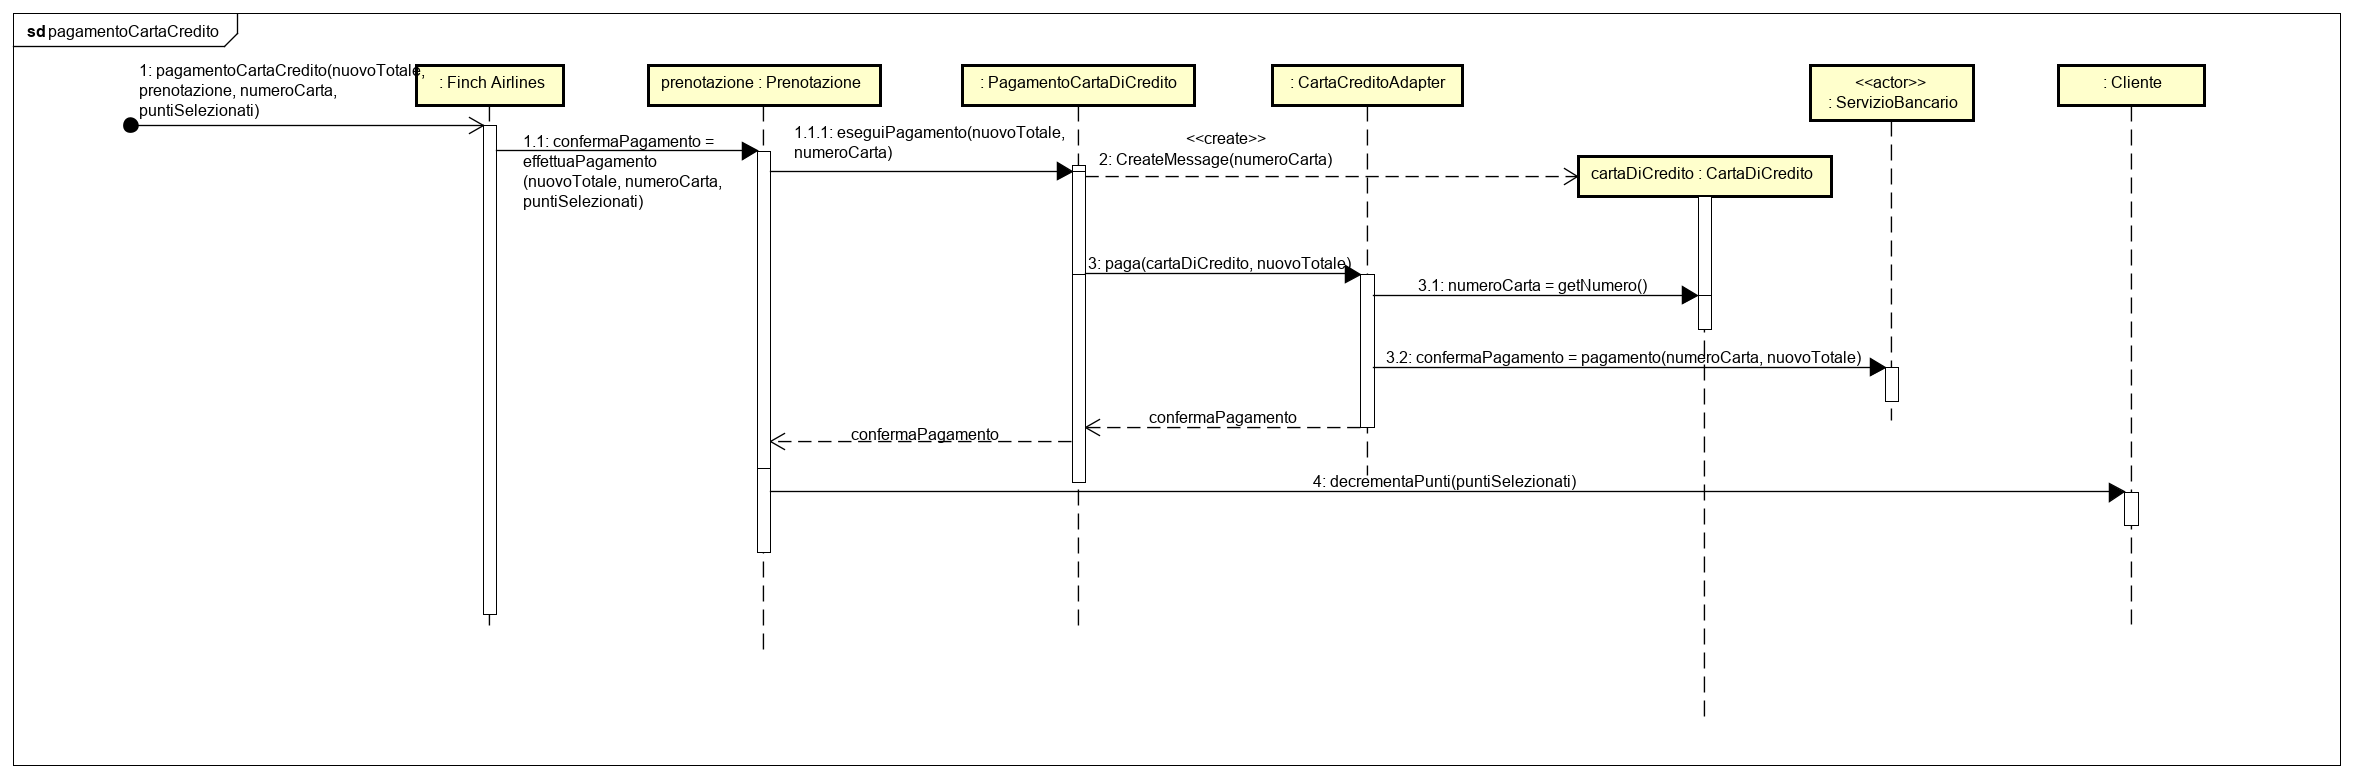 sd pagamentoCartaCredito
1: pagamentoCartaCredito(nuovoTotale,
prenotazione, numeroCarta,
puntiSelezionati)
: Finch Airlines
prenotazione : Prenotazione
: PagamentoCartaDiCredito
: CartaCreditoAdapter
<<actor>>
: ServizioBancario
: Cliente
1.1: confermaPagamento =
effettuaPagamento
(nuovoTotale, numeroCarta,
puntiSelezionati)
1.1.1: eseguiPagamento(nuovoTotale,
numeroCarta)
<<create>>
2: CreateMessage(numeroCarta)
cartaDiCredito : CartaDiCredito
3: paga(cartaDiCredito, nuovoTotale)
3.1: numeroCarta = getNumero()
3.2: confermaPagamento = pagamento(numeroCarta, nuovoTotale)
confermaPagamento
confermaPagamento
4: decrementaPunti(puntiSelezionati)